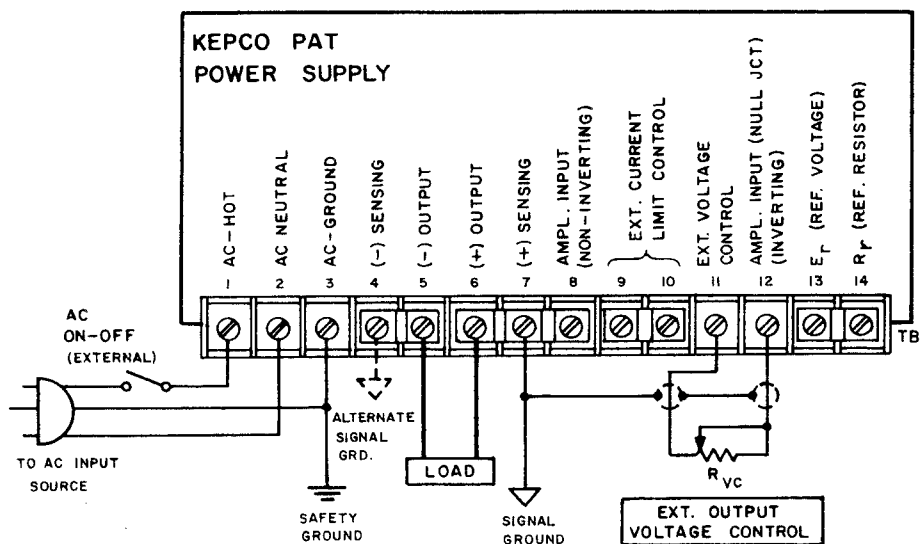 KEPCO PAT
POWER SUPPLY
AC-HOT
AC NEUTRAL
AC-GROUND
(-) SENSING
(-) OUTPUT
(+) OUTPUT
(+) SENSING
AMPL. INPUT
(NON-INVERTING)
EXT. CURRENT
LIMIT CONTROL
EXT. VOLTAGE
CONTROL
AMPL. INPUT (NULL JCT)
(INVERTING)
Er (REF. VOLTAGE)
Rr (REF. RESISTOR)
1 2 3 4 5 6 7 8 9 10 11 12 13 14
TB
AC
ON-OFF
(EXTERNAL)
TO AC INPUT
SOURCE
ALTERNATE
SIGNAL
GRD.
LOAD
SAFETY
GROUND
SIGNAL
GROUND
RVC
EXT. OUTPUT
VOLTAGE CONTROL